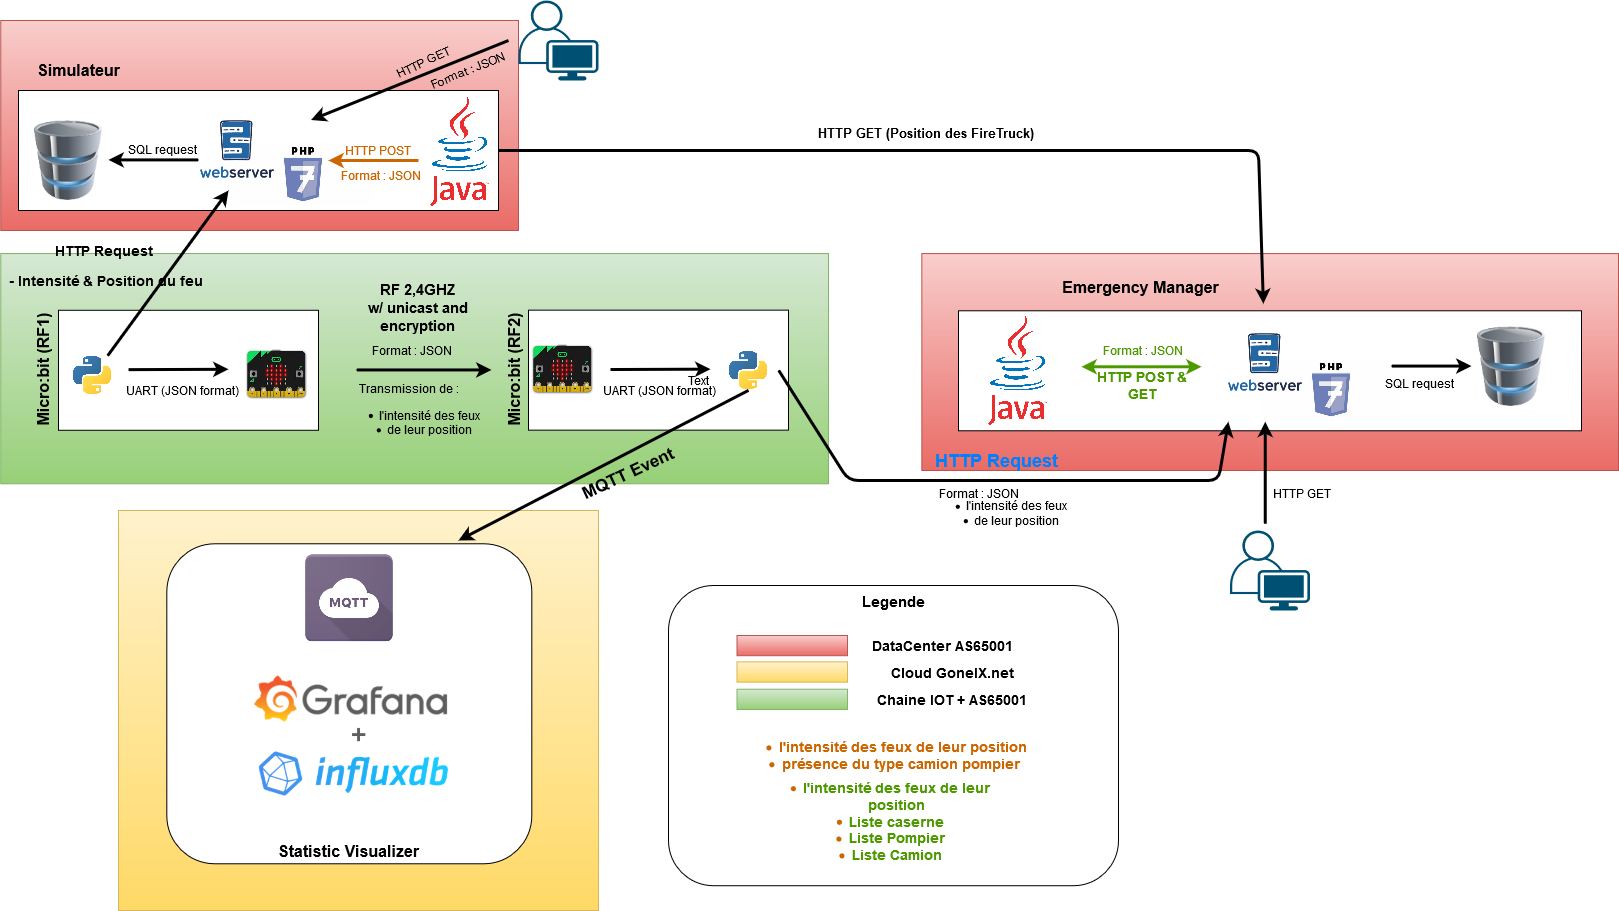 Simulateur
HTTP GET
Format : JSON
SQL request
webserver
PHP
7
HTTP POST
Format : JSON
Java
HTTP GET (Position des FireTruck)
HTTP Request
- Intensité & Position du feu
Micro:bit (RF1)
UART (JSON format)
RF 2,4GHZ
w/ unicast and
encryption
Format : JSON
Transmission de :
• l'intensité des feux
• de leur position
Micro:bit (RF2)
UART (JSON format)
Text
MQTT Event
Emergency Manager
Java
Format : JSON
HTTP POST &
GET
webserver
PHP
7
SQL request
HTTP Request
Format : JSON
• l'intensité des feux
• de leur position
HTTP GET
MQTT
Grafana
+
influxdb
Statistic Visualizer
Legende
DataCenter AS65001
Cloud GonelX.net
Chaine IOT + AS65001
• l'intensité des feux de leur position
• présence du type camion pompier
• l'intensité des feux de leur
position
• Liste caserne
• Liste Pompier
• Liste Camion